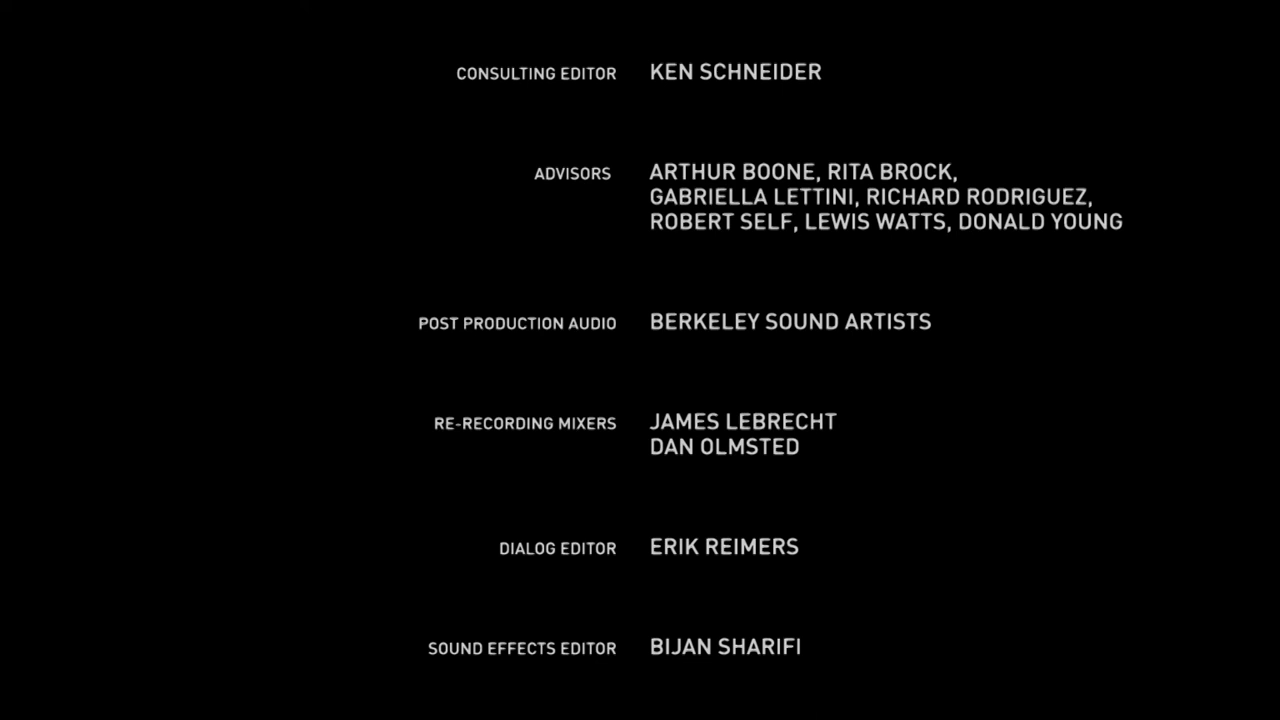 CONSULTING EDITOR KEN SCHNEIDER
ADVISORS ARTHUR BOONE, RITA BROCK,
GABRIELLA LETTINI, RICHARD RODRIGUEZ,
ROBERT SELF, LEWIS WATTS, DONALD YOUNG
POST PRODUCTION AUDIO BERKELEY SOUND ARTISTS
RE-RECORDING MIXERS JAMES LEBRECHT
DAN OLMSTED
DIALOG EDITOR ERIK REIMERS
SOUND EFFECTS EDITOR BIJAN SHARIFI